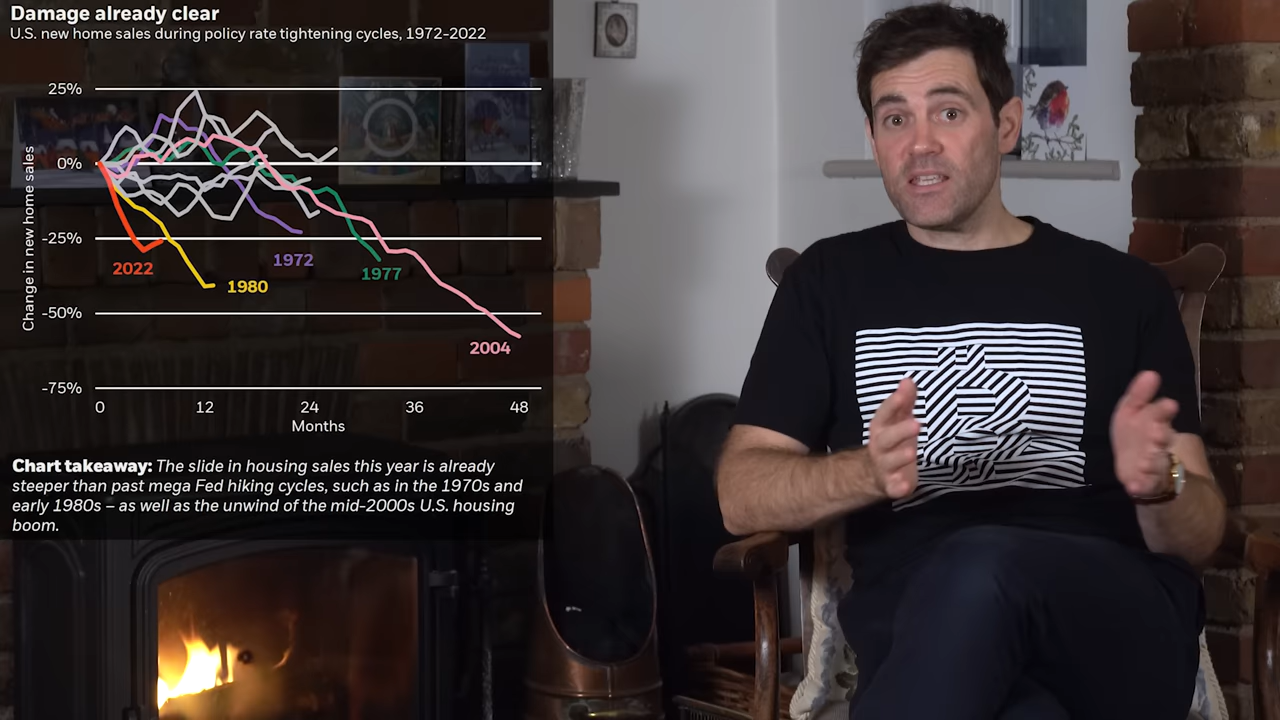 Damage already clear
U.S. new home sales during policy rate tightening cycles, 1972-2022
Change in new home sales
25%
0%
-25%
-50%
-75%
2022
1980
1972
1977
2004
0 12 24 36 48
Months
Chart takeaway: The slide in housing sales this year is already
steeper than past mega Fed hiking cycles, such as in the 1970s and
early 1980s – as well as the unwind of the mid-2000s U.S. housing
boom.